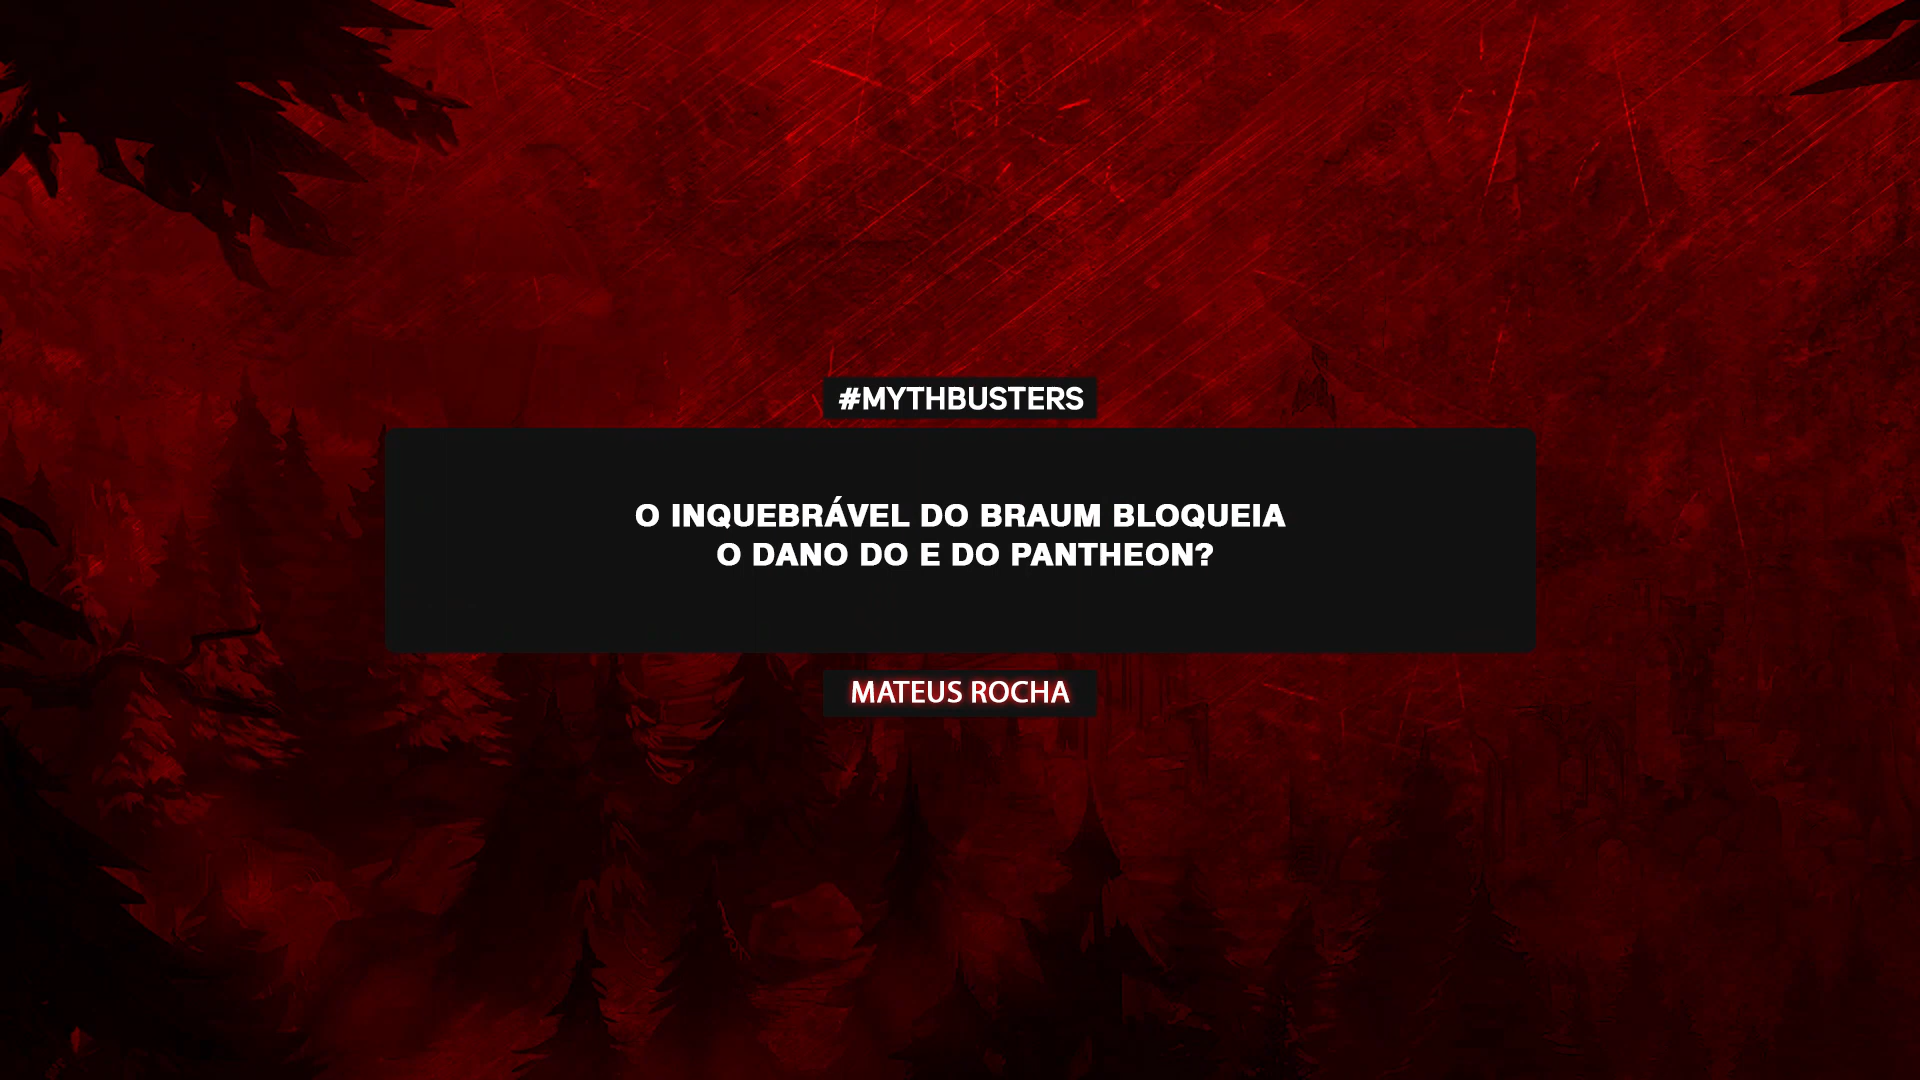 #MYTHBUSTERS
O INQUEBRÁVEL DO BRAUM BLOQUEIA
O DANO DO E DO PANTHEON?
MATEUS ROCHA